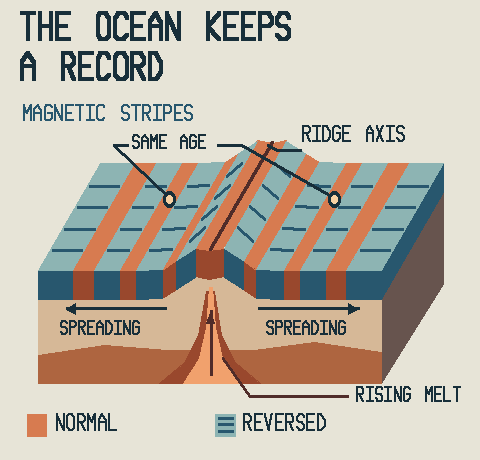 THE OCEAN KEEPS
A RECORD
MAGNETIC STRIPES
SAME AGE
RIDGE AXIS
SPREADING
SPREADING
RISING MELT
NORMAL
REVERSED